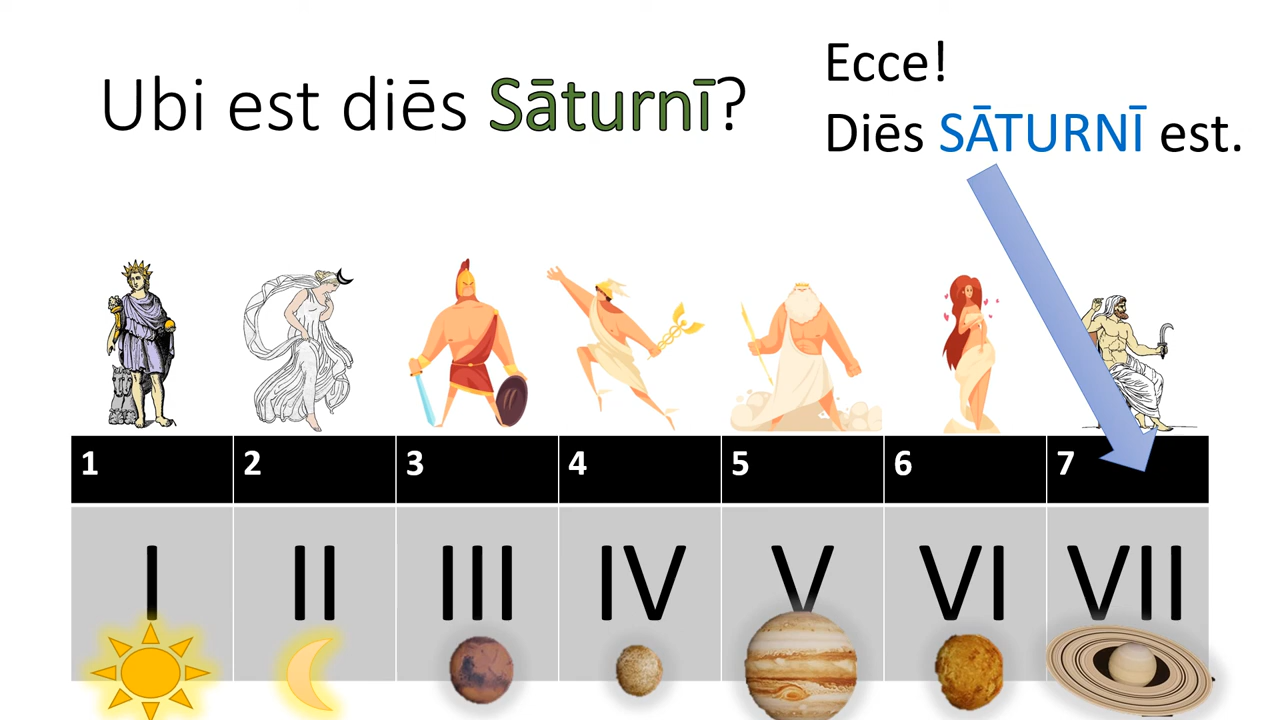 Ubi est diēs Sāturnī?
Ecce!
Diēs SĀTURNĪ est.
1 2 3 4 5 6 7
I II III IV V VI VII